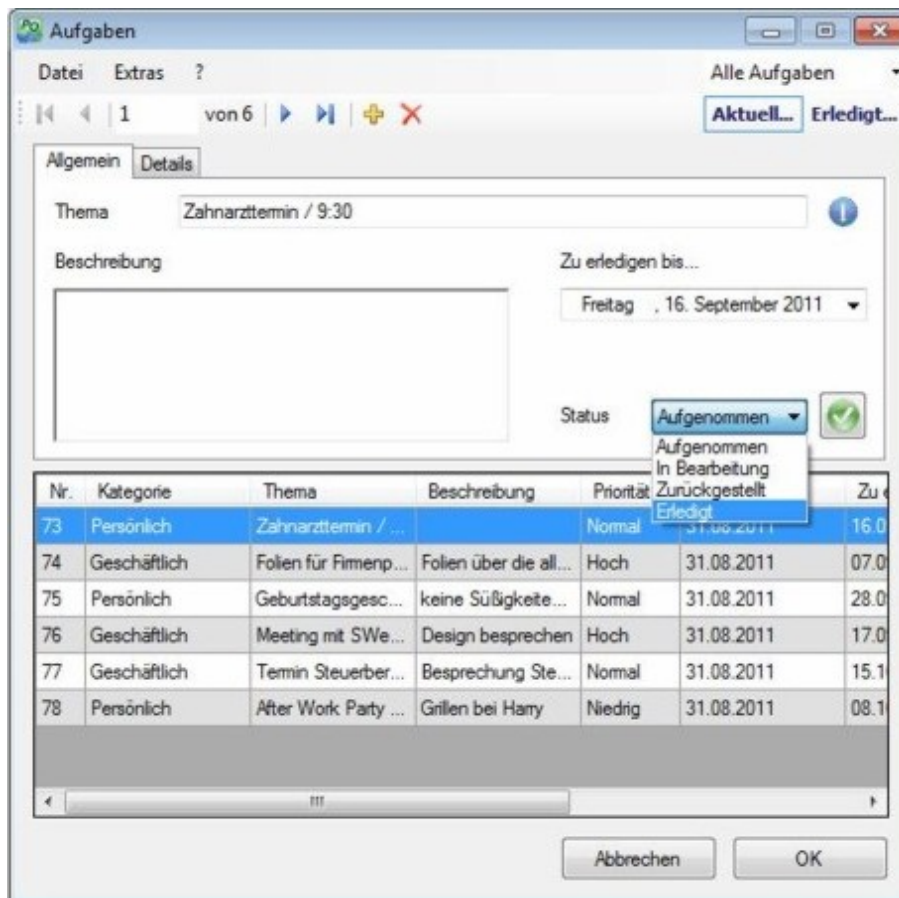 Aufgaben
Datei Extras ? Alle Aufgaben
1 von 6 Aktuell... Erledigt...
Allgemein Details
Thema Zahnarzttermin / 9:30
Beschreibung Zu erledigen bis...
Freitag , 16. September 2011
Status Aufgenommen
Aufgenommen
In Bearbeitung
Zurückgestellt
Erledigt
Nr. Kategorie Thema Beschreibung Priorität Zu
73 Persönlich Zahnarzttermin / ... Normal 31.08.2011 16.0
74 Geschäftlich Folien für Firmenp... Folien über die all... Hoch 31.08.2011 07.0
75 Persönlich Geburtstagsgesc... keine Süßigkeite... Normal 31.08.2011 28.0
76 Geschäftlich Meeting mit SWe... Design besprechen Hoch 31.08.2011 17.0
77 Geschäftlich Termin Steuerber... Besprechung Ste... Normal 31.08.2011 15.1
78 Persönlich After Work Party ... Grillen bei Harry Niedrig 31.08.2011 08.1
Abbrechen OK